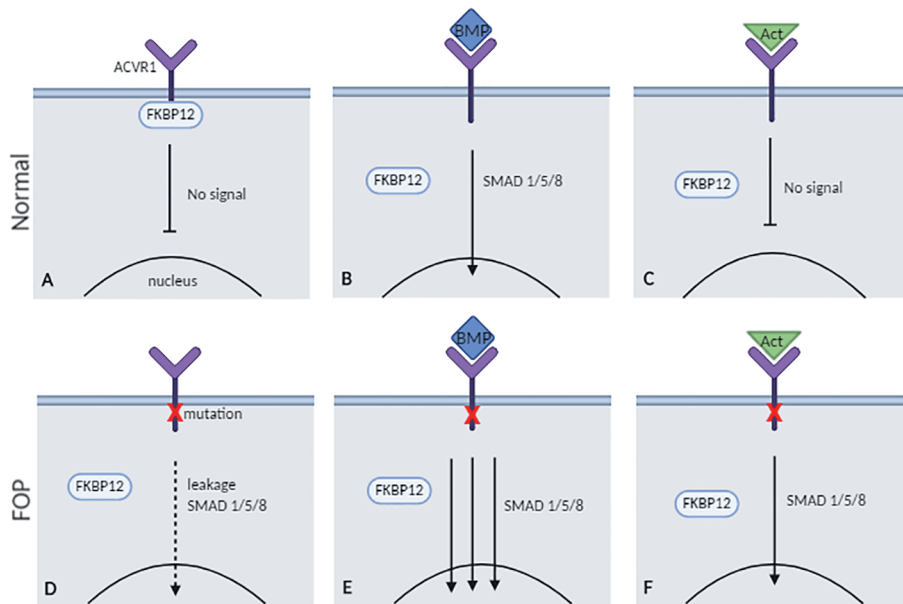 Normal
ACVR1
FKBP12
No signal
nucleus
A
BMP
FKBP12
SMAD 1/5/8
B
Act
FKBP12
No signal
C
FOP
mutation
FKBP12
leakage
SMAD 1/5/8
D
BMP
FKBP12
SMAD 1/5/8
E
Act
FKBP12
SMAD 1/5/8
F